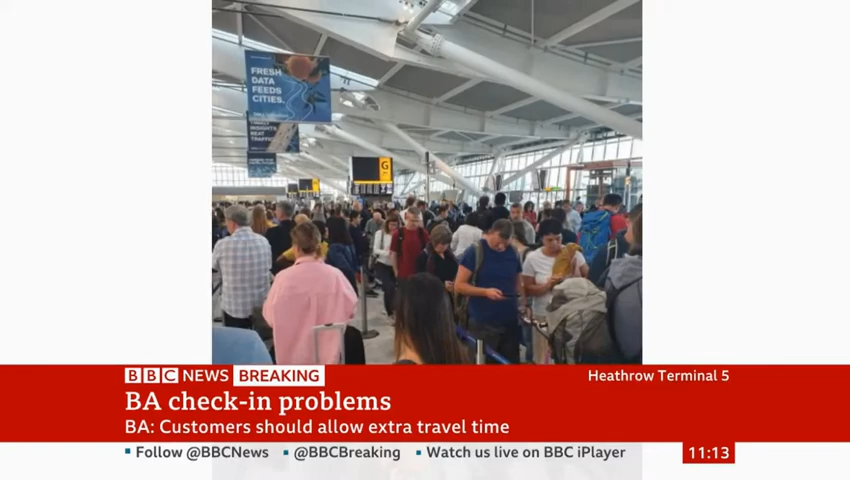 FRESH
DATA
FEEDS
CITIES.
G
BBC NEWS BREAKING
Heathrow Terminal 5
BA check-in problems
BA: Customers should allow extra travel time
Follow @BBCNews
@BBCBreaking
Watch us live on BBC iPlayer
11:13